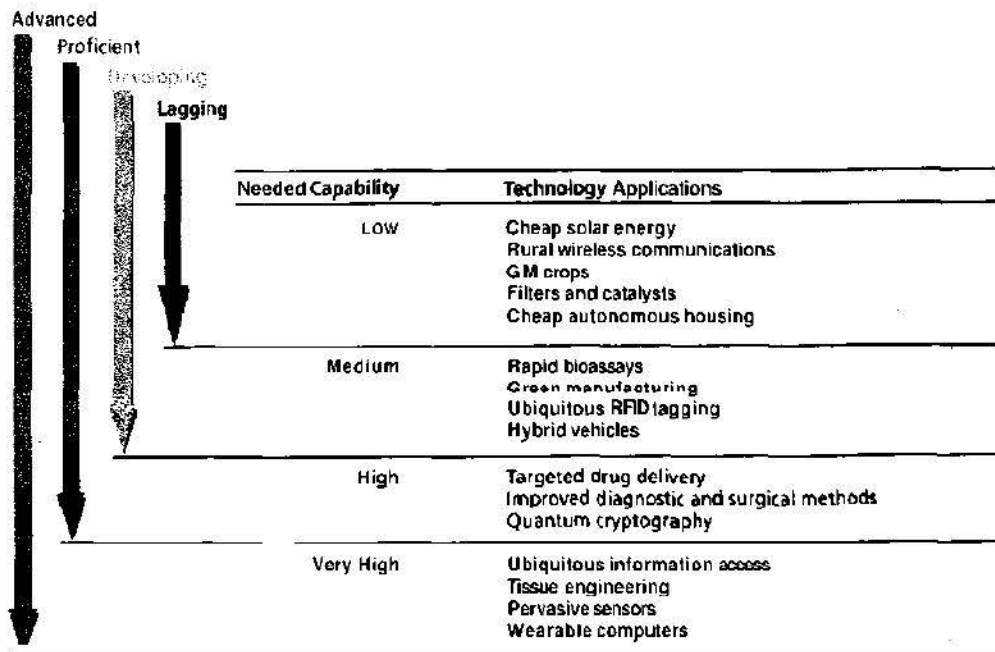 Advanced
Proficient
Developing
Lagging
Needed Capability Technology Applications
Low Cheap solar energy
Rural wireless communications
GM crops
Filters and catalysts
Cheap autonomous housing
Medium Rapid bioassays
Green manufacturing
Ubiquitous RFID tagging
Hybrid vehicles
High Targeted drug delivery
Improved diagnostic and surgical methods
Quantum cryptography
Very High Ubiquitous information access
Tissue engineering
Pervasive sensors
Wearable computers